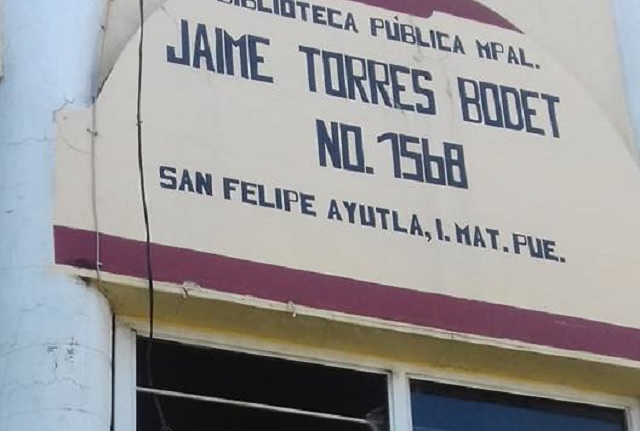 BIBLIOTECA PÚBLICA MPAL.
JAIME TORRES BODET
NO. 1568
SAN FELIPE AYUTLA, I. MAT. PUE.